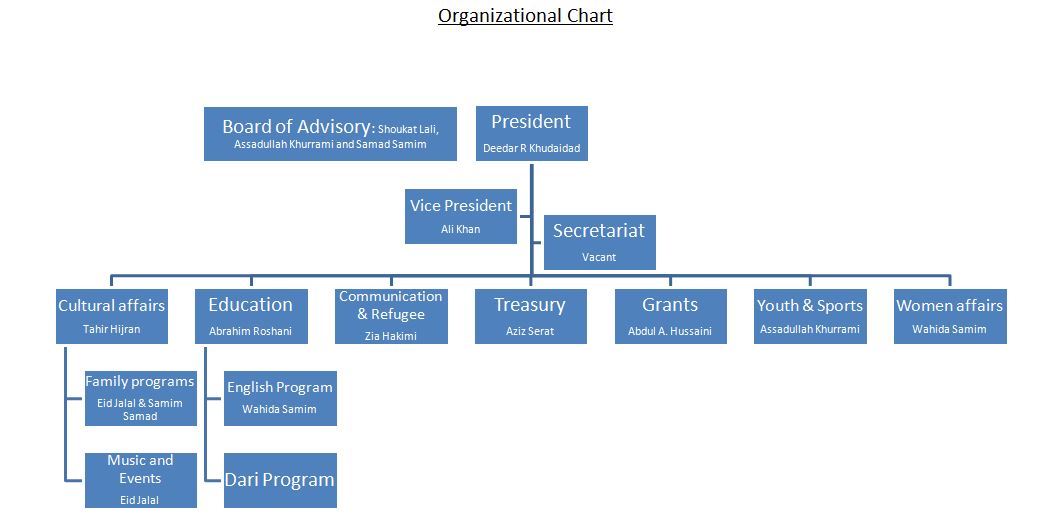 Organizational Chart
Board of Advisory: Shoukat Lali,
Assadullah Khurrami and Samad Samim
President
Deedar R Khudaidad
Vice President
Ali Khan
Secretariat
Vacant
Cultural affairs
Tahir Hijran
Education
Abrahim Roshani
Communication
& Refugee
Zia Hakimi
Treasury
Aziz Serat
Grants
Abdul A. Hussaini
Youth & Sports
Assadullah Khurrami
Women affairs
Wahida Samim
Family programs
Eid Jalal & Samim
Samad
Music and
Events
Eid Jalal
English Program
Wahida Samim
Dari Program